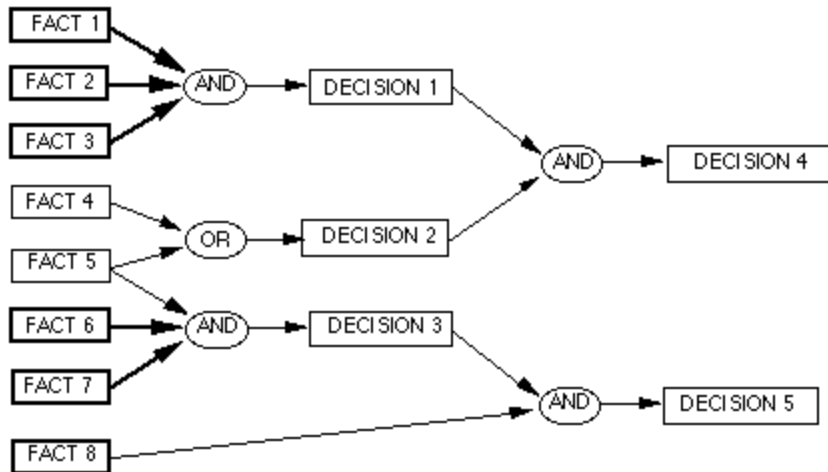 FACT 1
FACT 2
FACT 3
FACT 4
FACT 5
FACT 6
FACT 7
FACT 8
AND
OR
AND
DECISION 1
DECISION 2
DECISION 3
AND
AND
DECISION 4
DECISION 5